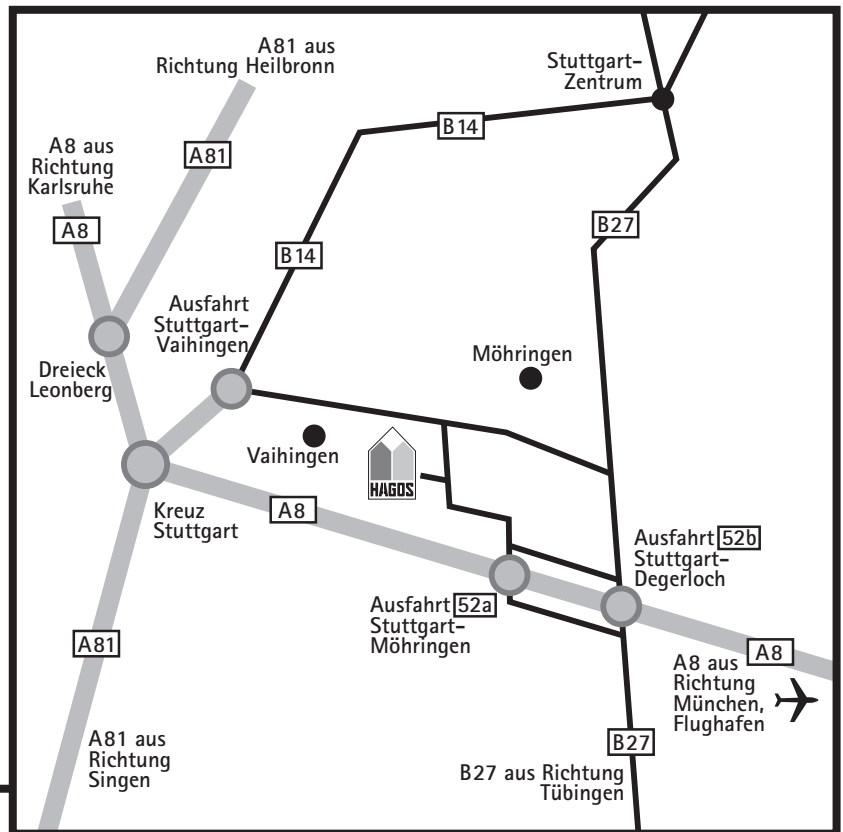 A81 aus
Richtung Heilbronn
Stuttgart-
Zentrum
B14
A8 aus
Richtung
Karlsruhe
A81
A8
B27
B14
Ausfahrt
Stuttgart-
Vaihingen
Dreieck
Leonberg
Möhringen
Vaihingen
HAGOS
Kreuz
Stuttgart
A8
Ausfahrt 52b
Stuttgart-
Degerloch
Ausfahrt 52a
Stuttgart-
Möhringen
A81
A8
A8 aus
Richtung
München,
Flughafen
A81 aus
Richtung
Singen
B27
B27 aus Richtung
Tübingen